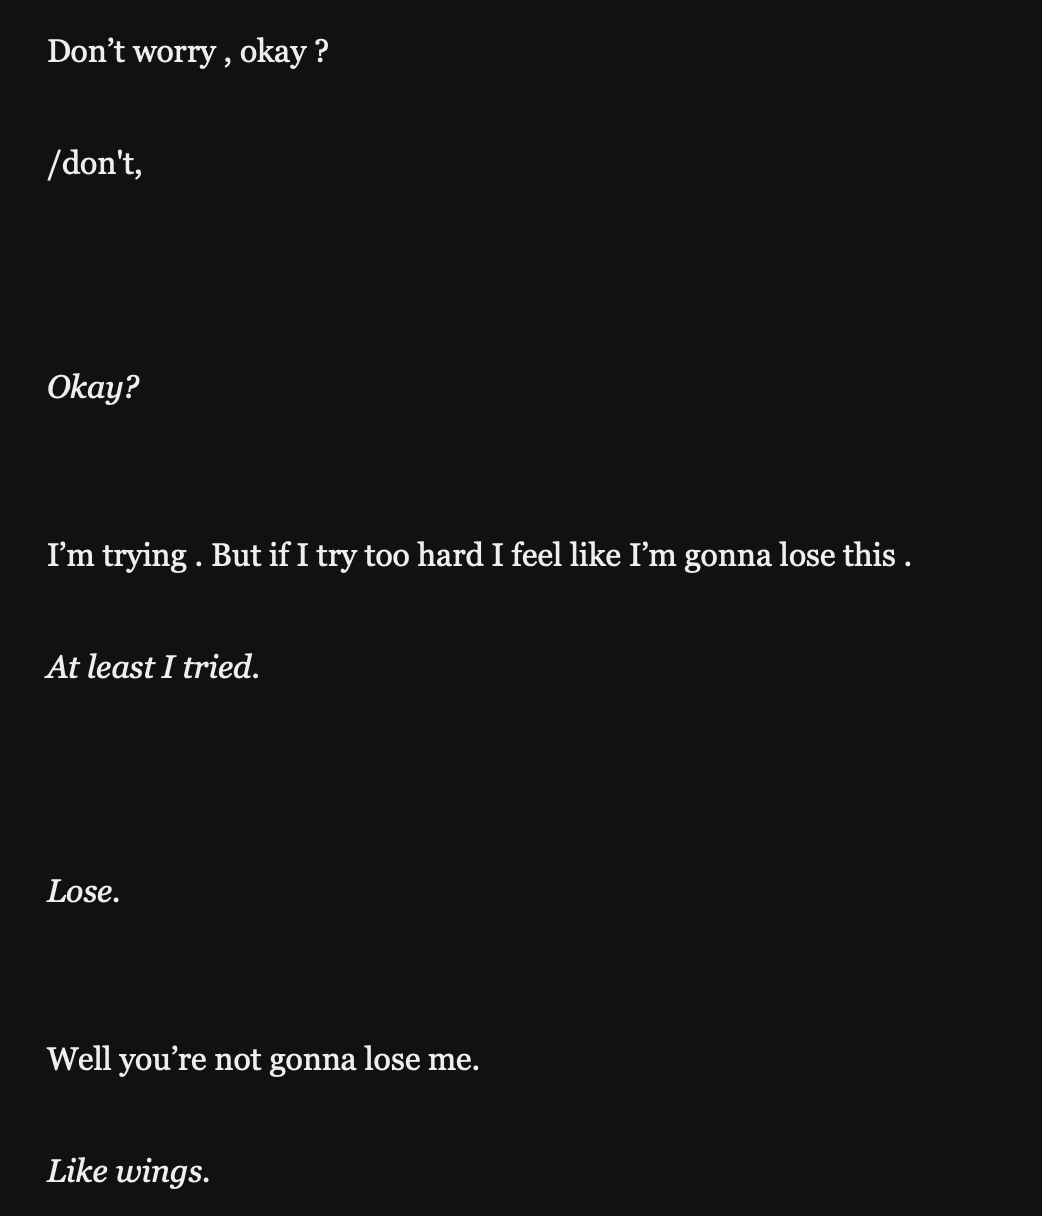 Don’t worry , okay ?
/don't,
Okay?
I’m trying . But if I try too hard I feel like I’m gonna lose this .
At least I tried.
Lose.
Well you’re not gonna lose me.
Like wings.